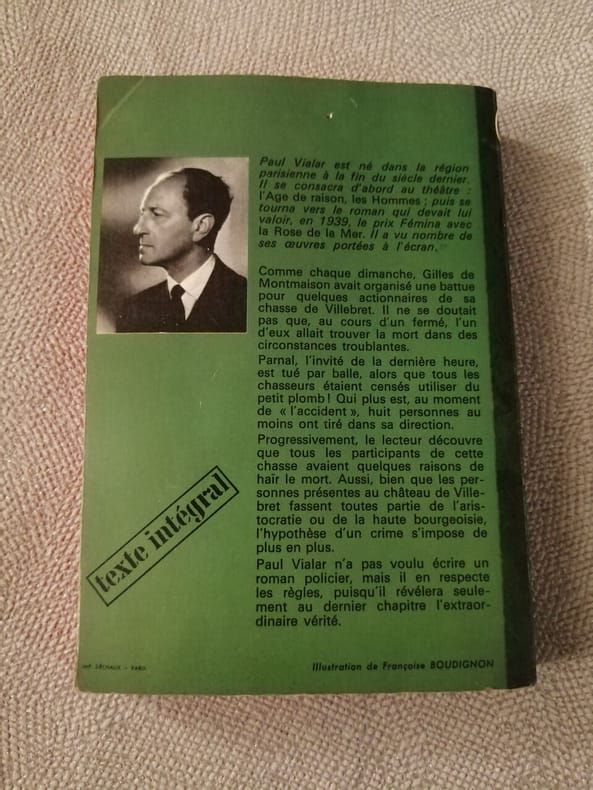 Paul Vialar est né dans la région
parisienne à la fin du siècle dernier.
Il se consacra d'abord au théâtre :
l'Age de raison, les Hommes ; puis se
tourna vers le roman qui devait lui
valoir, en 1939, le prix Fémina avec
la Rose de la Mer. Il a vu nombre de
ses œuvres portées à l'écran.
Comme chaque dimanche, Gilles de
Montmaison avait organisé une battue
pour quelques actionnaires de sa
chasse de Villebret. Il ne se doutait
pas que, au cours d'un fermé, l'un
d'eux allait trouver la mort dans des
circonstances troublantes.
Parnal, l'invité de la dernière heure,
est tué par balle, alors que tous les
chasseurs étaient censés utiliser du
petit plomb! Qui plus est, au moment
de « l'accident », huit personnes au
moins ont tiré dans sa direction.
Progressivement, le lecteur découvre
que tous les participants de cette
chasse avaient quelques raisons de
haïr le mort. Aussi, bien que les per-
sonnes présentes au château de Ville-
bret fassent toutes partie de l'aris-
tocratie ou de la haute bourgeoisie,
l'hypothèse d'un crime s'impose de
plus en plus.
Paul Vialar n'a pas voulu écrire un
roman policier, mais il en respecte
les règles, puisqu'il révélera seule-
ment au dernier chapitre l'extraor-
dinaire vérité.
texte intégral
IMP. DÉCHAUX - PARIS
Illustration de Françoise BOUDIGNON